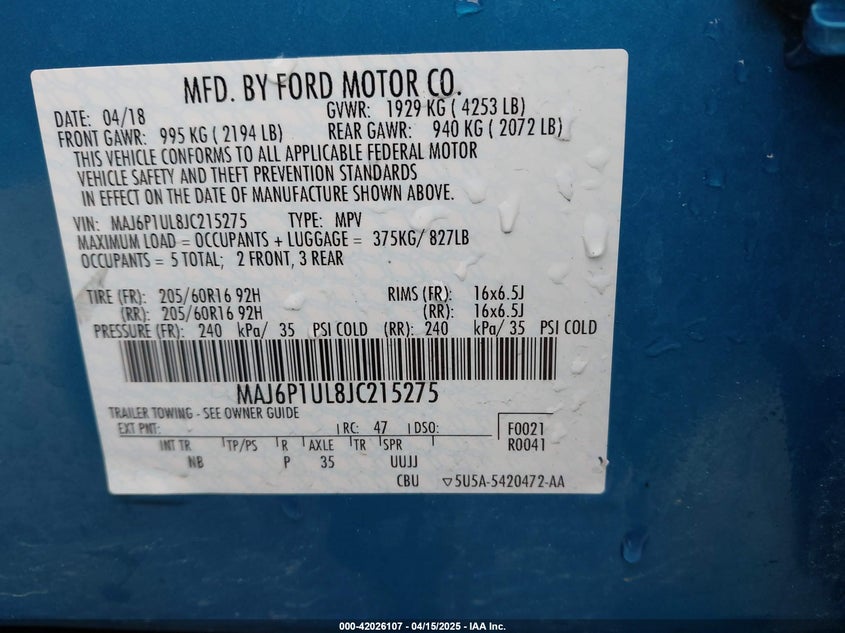 MFD. BY FORD MOTOR CO.
DATE: 04/18 GVWR: 1929 KG ( 4253 LB)
FRONT GAWR: 995 KG ( 2194 LB) REAR GAWR: 940 KG ( 2072 LB)
THIS VEHICLE CONFORMS TO ALL APPLICABLE FEDERAL MOTOR
VEHICLE SAFETY AND THEFT PREVENTION STANDARDS
IN EFFECT ON THE DATE OF MANUFACTURE SHOWN ABOVE.
VIN: MAJ6P1UL8JC215275 TYPE: MPV
MAXIMUM LOAD = OCCUPANTS + LUGGAGE = 375KG/ 827LB
OCCUPANTS = 5 TOTAL; 2 FRONT, 3 REAR
TIRE (FR): 205/60R16 92H RIMS (FR): 16x6.5J
(RR): 205/60R16 92H (RR): 16x6.5J
PRESSURE (FR): 240 kPa/ 35 PSI COLD (RR): 240 kPa/ 35 PSI COLD
MAJ6P1UL8JC215275
TRAILER TOWING - SEE OWNER GUIDE
EXT PNT: RC: 47 DSO: F0021
R0041
INT TR TP/PS R AXLE TR SPR
NB P 35 UUJJ
CBU ▽5U5A-5420472-AA
000-42026107 - 04/15/2025 - IAA Inc.